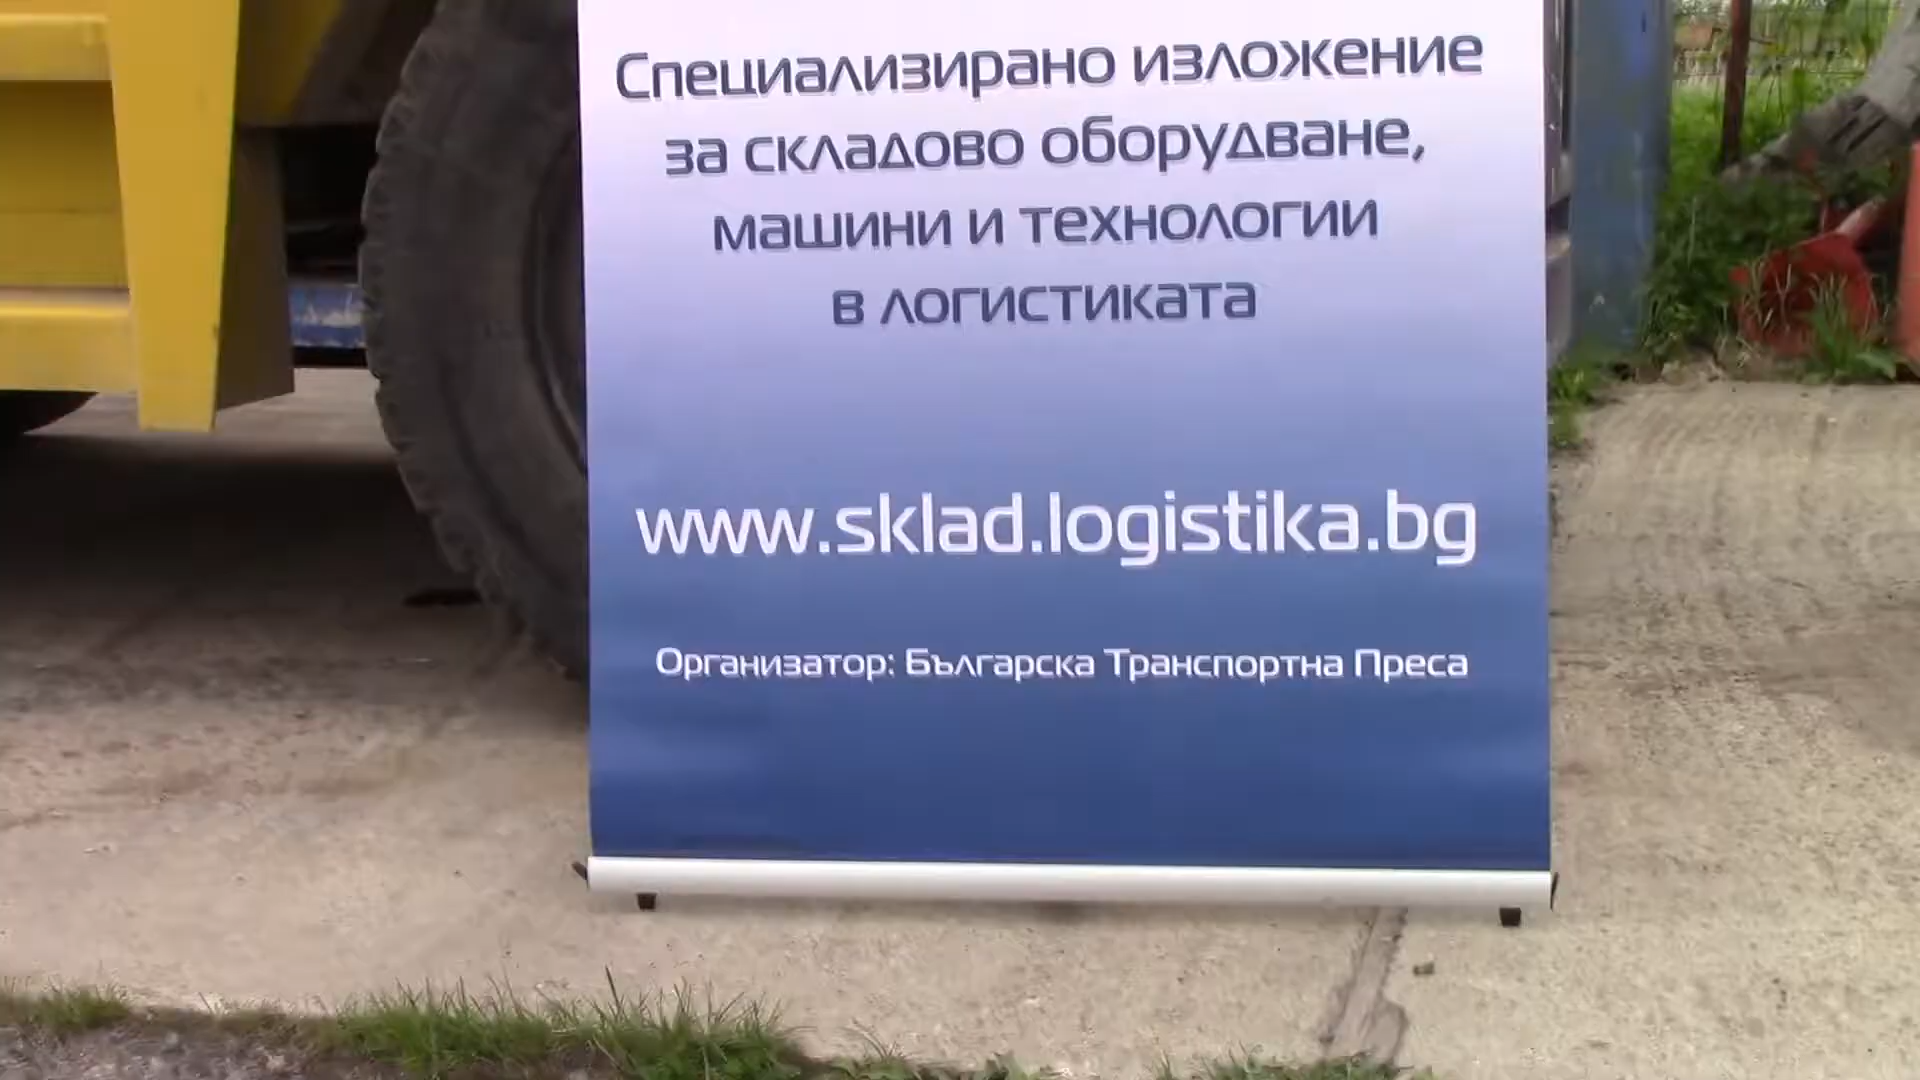 Специализирано изложение
за складово оборудване,
машини и технологии
в логистиката
www.sklad.logistika.bg
Организатор: Българска Транспортна Преса